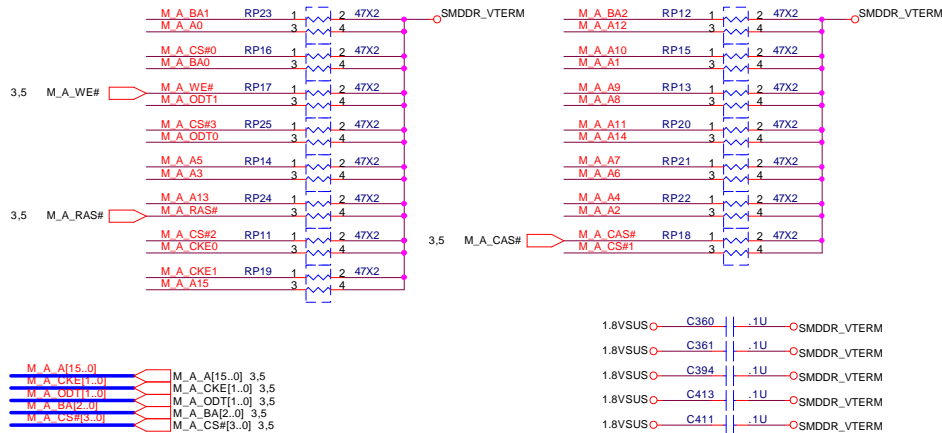 M_A_BA1 RP23 1 2 47X2 SMDDR_VTERM
M_A_A0 3 4
M_A_CS#0 RP16 1 2 47X2
M_A_BA0 3 4
3,5 M_A_WE# M_A_WE# RP17 1 2 47X2
M_A_ODT1 3 4
M_A_CS#3 RP25 1 2 47X2
M_A_ODT0 3 4
M_A_A5 RP14 1 2 47X2
M_A_A3 3 4
M_A_A13 RP24 1 2 47X2
3,5 M_A_RAS# M_A_RAS# 3 4
M_A_CS#2 RP11 1 2 47X2
M_A_CKE0 3 4
M_A_CKE1 RP19 1 2 47X2
M_A_A15 3 4
M_A_BA2 RP12 1 2 47X2 SMDDR_VTERM
M_A_A12 3 4
M_A_A10 RP15 1 2 47X2
M_A_A1 3 4
M_A_A9 RP13 1 2 47X2
M_A_A8 3 4
M_A_A11 RP20 1 2 47X2
M_A_A14 3 4
M_A_A7 RP21 1 2 47X2
M_A_A6 3 4
M_A_A4 RP22 1 2 47X2
M_A_A2 3 4
3,5 M_A_CAS# M_A_CAS# RP18 1 2 47X2
M_A_CS#1 3 4
M_A_A[15..0] M_A_A[15..0] 3,5
M_A_CKE[1..0] M_A_CKE[1..0] 3,5
M_A_ODT[1..0] M_A_ODT[1..0] 3,5
M_A_BA[2..0] M_A_BA[2..0] 3,5
M_A_CS#[3..0] M_A_CS#[3..0] 3,5
1.8VSUS C360 .1U SMDDR_VTERM
1.8VSUS C361 .1U SMDDR_VTERM
1.8VSUS C394 .1U SMDDR_VTERM
1.8VSUS C413 .1U SMDDR_VTERM
1.8VSUS C411 .1U SMDDR_VTERM